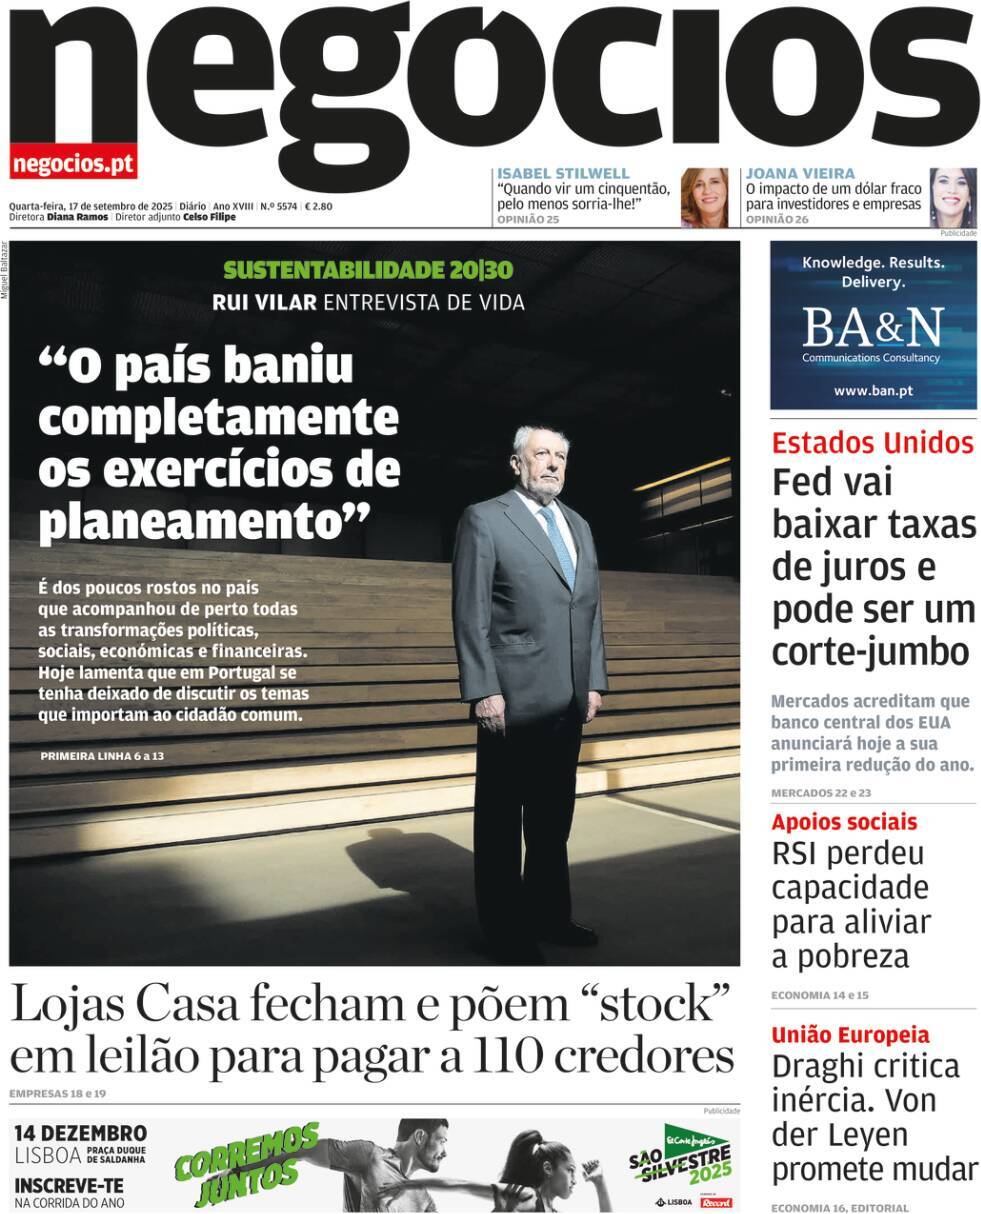 negócios
negocios.pt
Quarta-feira, 17 de setembro de 2025 | Diário | Ano XVIII | N.º 5574 | € 2.80
Diretora Diana Ramos | Diretor adjunto Celso Filipe
ISABEL STILWELL
“Quando vir um cinquentão,
pelo menos sorria-lhe!”
OPINIÃO 25
JOANA VIEIRA
O impacto de um dólar fraco
para investidores e empresas
OPINIÃO 26
Publicidade
Miguel Baltazar
SUSTENTABILIDADE 20|30
RUI VILAR ENTREVISTA DE VIDA
“O país baniu
completamente
os exercícios de
planeamento”
É dos poucos rostos no país
que acompanhou de perto todas
as transformações políticas,
sociais, económicas e financeiras.
Hoje lamenta que em Portugal se
tenha deixado de discutir os temas
que importam ao cidadão comum.
PRIMEIRA LINHA 6 a 13
Knowledge. Results.
Delivery.
BA&N
Communications Consultancy
www.ban.pt
Estados Unidos
Fed vai
baixar taxas
de juros e
pode ser um
corte-jumbo
Mercados acreditam que
banco central dos EUA
anunciará hoje a sua
primeira redução do ano.
MERCADOS 22 e 23
Apoios sociais
RSI perdeu
capacidade
para aliviar
a pobreza
ECONOMIA 14 e 15
União Europeia
Draghi critica
inércia. Von
der Leyen
promete mudar
ECONOMIA 16, EDITORIAL
Lojas Casa fecham e põem “stock”
em leilão para pagar a 110 credores
EMPRESAS 18 e 19
Publicidade
14 DEZEMBRO
LISBOA PRAÇA DUQUE
DE SALDANHA
INSCREVE-TE
NA CORRIDA DO ANO
CORREMOS
JUNTOS
El Corte Inglés
SÃO
SILVESTRE
2025
LISBOA
Record